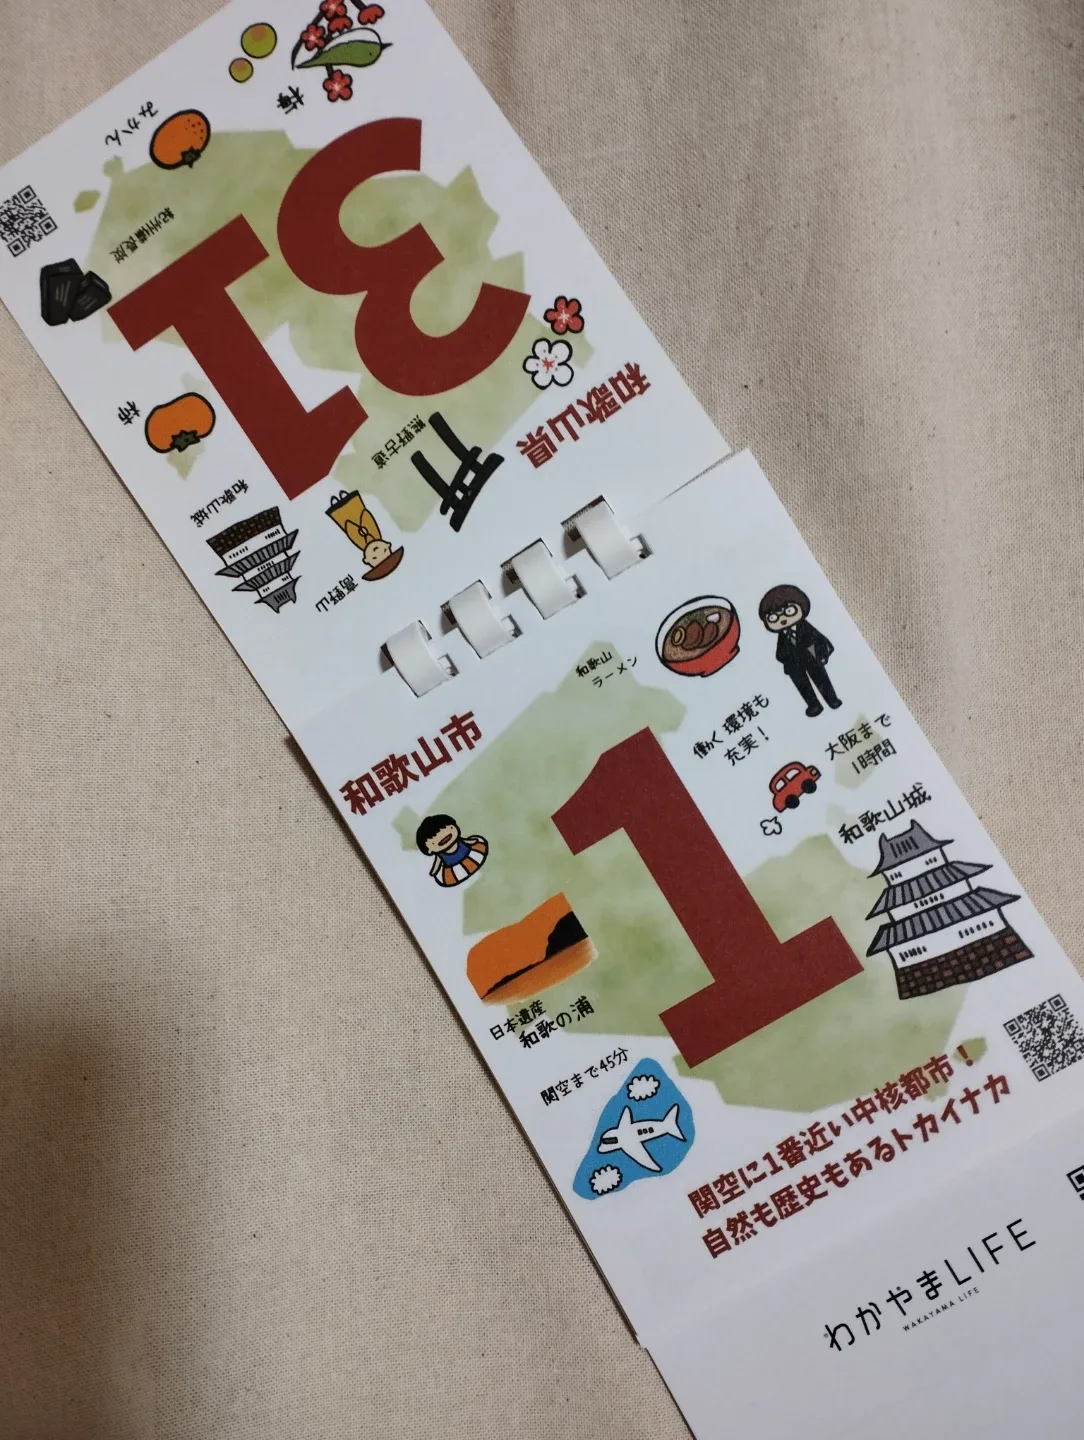 和歌山県
31
梅
みかん
紀州備長炭
柿
和歌山城
高野山
熊野古道
和歌山市
1
和歌山
ラーメン
働く環境も
充実！
大阪まで
1時間
和歌山城
日本遺産
和歌の浦
関空まで45分
関空に1番近い中核都市！
自然も歴史もあるトカイナカ
わかやまLIFE
WAKAYAMA LIFE